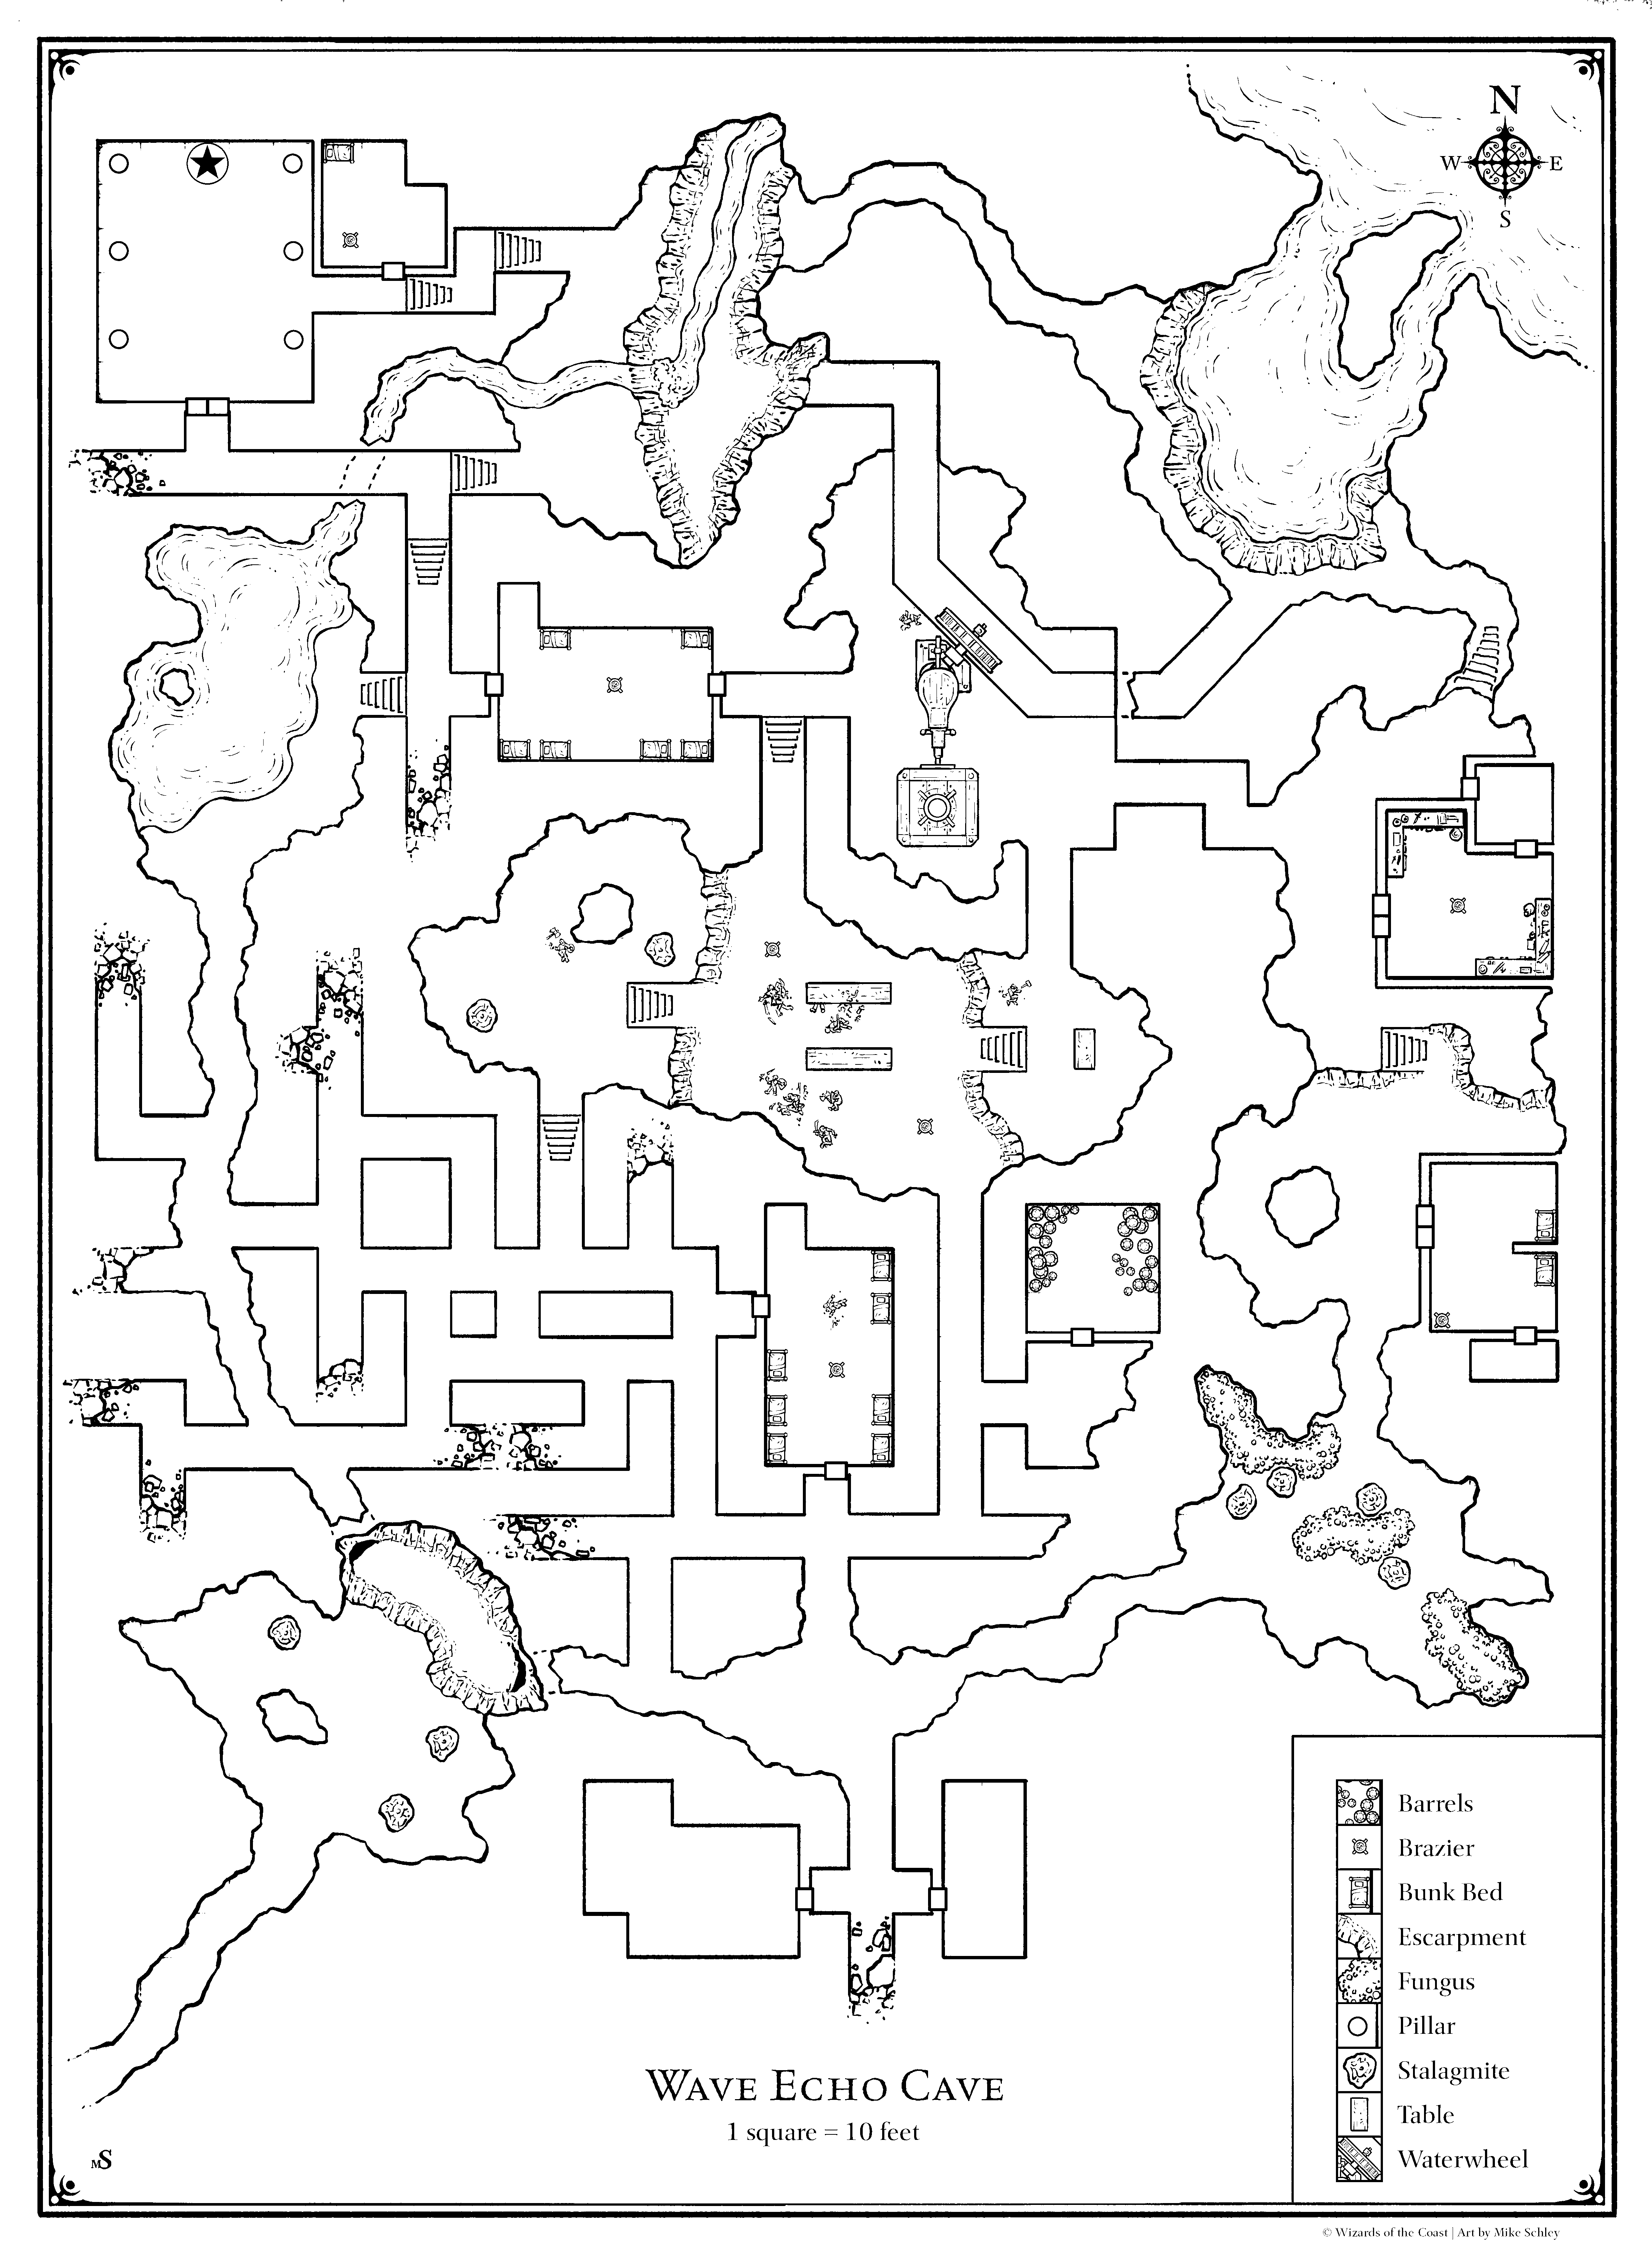 N
W E
S
Barrels
Brazier
Bunk Bed
Escarpment
Fungus
Pillar
Stalagmite
Table
Waterwheel
WAVE ECHO CAVE
1 square = 10 feet
MS
© Wizards of the Coast | Art by Mike Schley